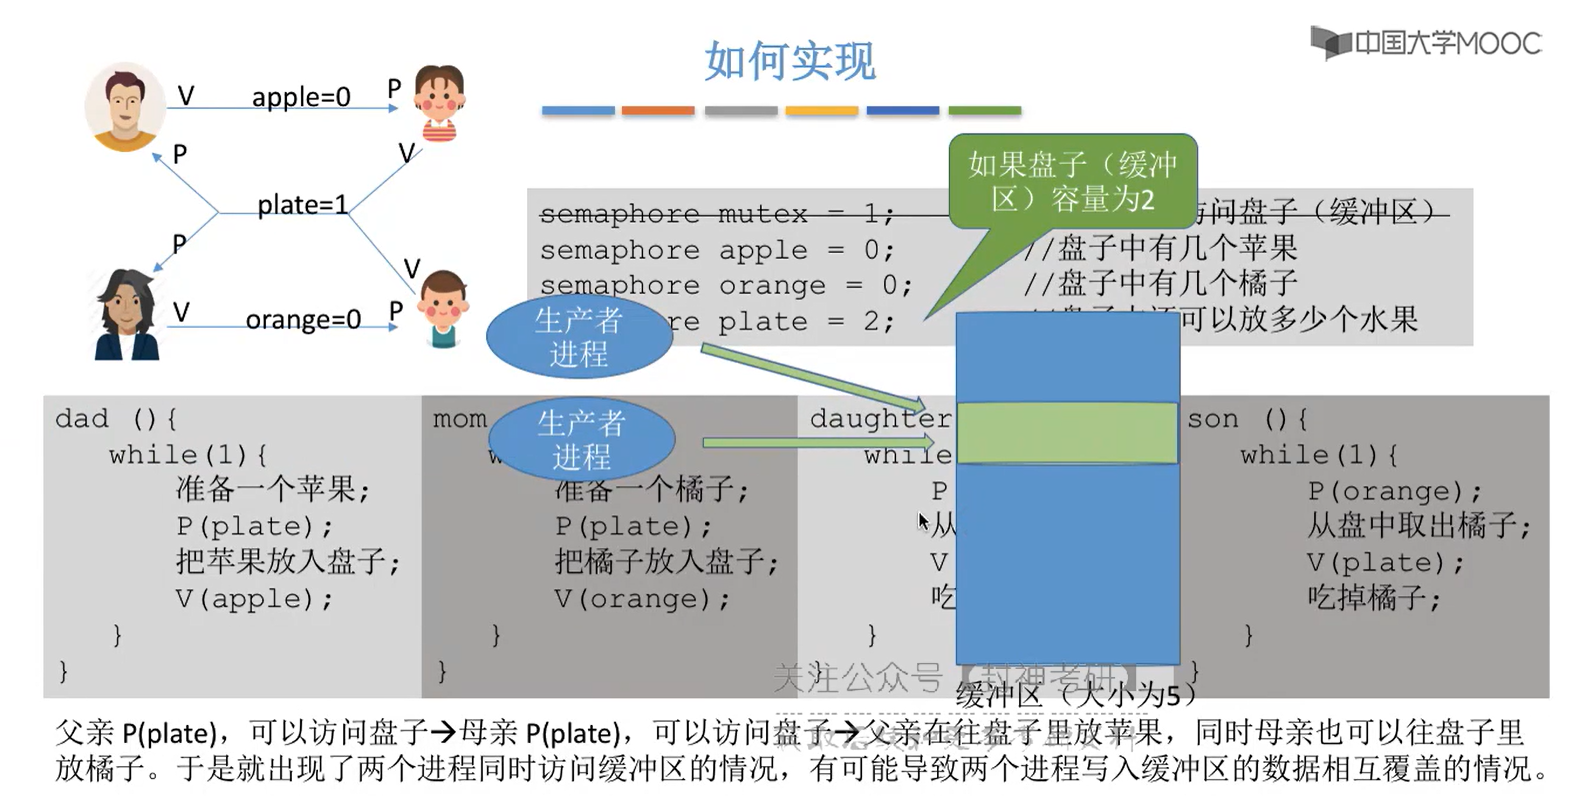 中国大学MOOC
如何实现
V apple=0 P
P V
plate=1
P V
V orange=0 P
如果盘子（缓冲
区）容量为2
semaphore mutex = 1; 问盘子（缓冲区）
semaphore apple = 0; //盘子中有几个苹果
semaphore orange = 0; //盘子中有几个橘子
re plate = 2; 可以放多少个水果
生产者
进程
生产者
进程
dad (){
while(1){
准备一个苹果;
P(plate);
把苹果放入盘子;
V(apple);
}
}
mom
准备一个橘子;
P(plate);
把橘子放入盘子;
V(orange);
}
}
daughter
while
P
从
V
吃
}
}
son (){
while(1){
P(orange);
从盘中取出橘子;
V(plate);
吃掉橘子;
}
}
关注公众号【封神考研】
缓冲区（大小为5）
父亲 P(plate)，可以访问盘子→母亲 P(plate)，可以访问盘子→父亲在往盘子里放苹果，同时母亲也可以往盘子里
放橘子。于是就出现了两个进程同时访问缓冲区的情况，有可能导致两个进程写入缓冲区的数据相互覆盖的情况。